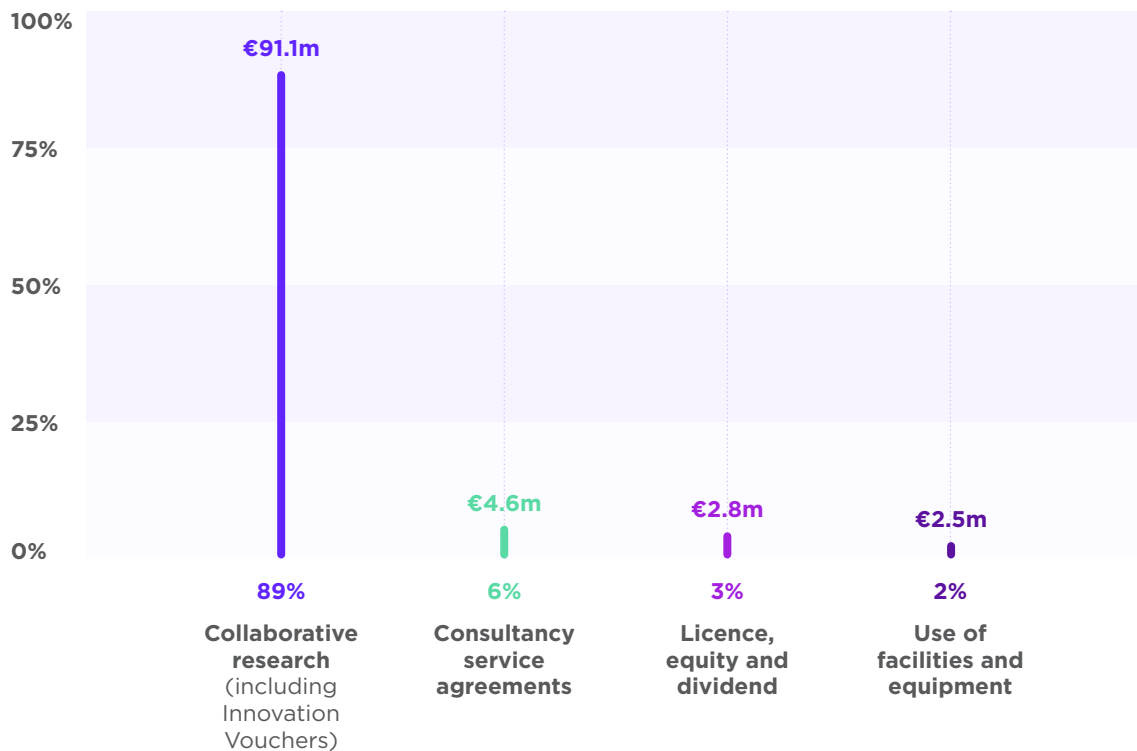 100%
€91.1m
75%
50%
25%
€4.6m
€2.8m
€2.5m
0%
89%
6%
3%
2%
Collaborative
research
(including
Innovation
Vouchers)
Consultancy
service
agreements
Licence,
equity and
dividend
Use of
facilities and
equipment